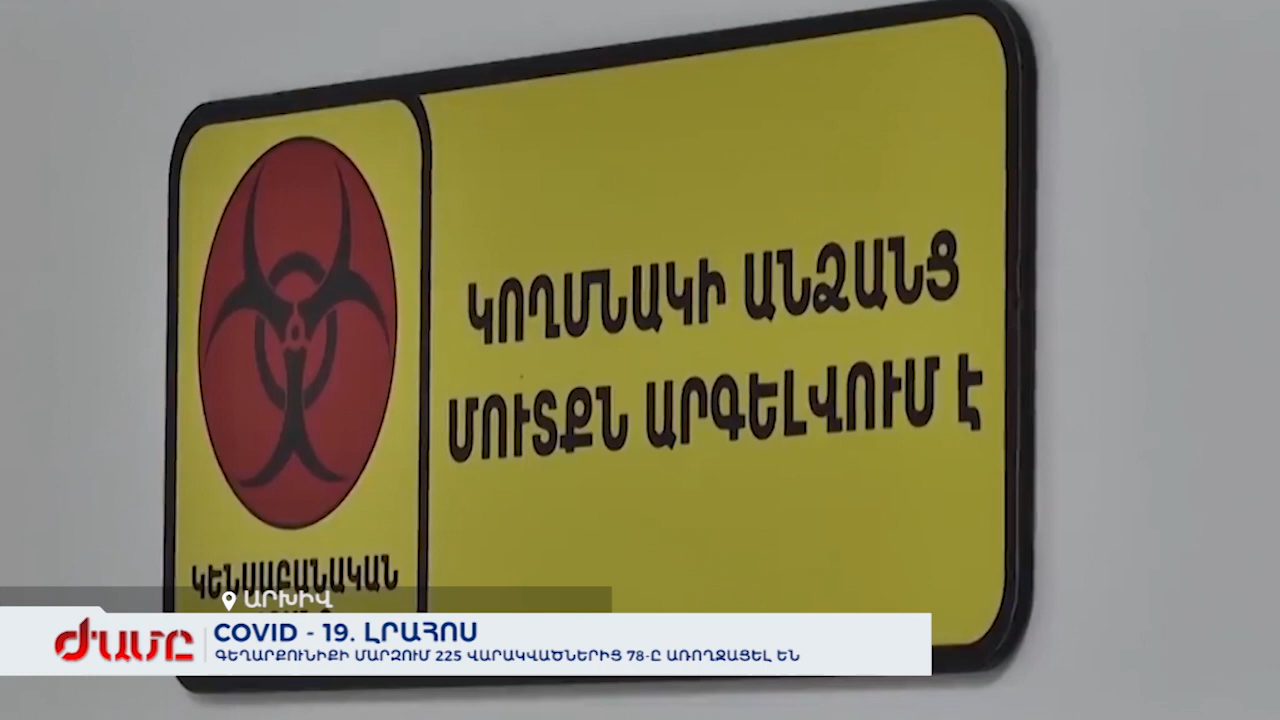 ԿՈՂՄՆԱԿԻ ԱՆՁԱՆՑ
ՄՈՒՏՔՆ ԱՐԳԵԼՎՈՒՄ Է
ԿԵՆՍԱԲԱՆԱԿԱՆ
ԱՐԽԻՎ
ԺԱՄԸ
COVID - 19. ԼՐԱՀՈՍ
ԳԵՂԱՐՔՈՒՆԻՔԻ ՄԱՐԶՈՒՄ 225 ՎԱՐԱԿՎԱԾՆԵՐԻՑ 78-Ը ԱՌՈՂՋԱՑԵԼ ԵՆ